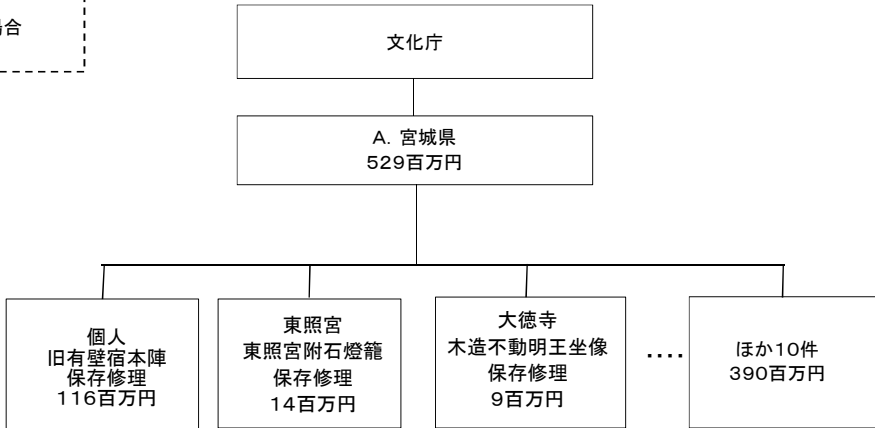 場合
文化庁
A．宮城県
529百万円
個人
旧有壁宿本陣
保存修理
116百万円
東照宮
東照宮附石燈籠
保存修理
14百万円
大徳寺
木造不動明王坐像
保存修理
9百万円
‥‥
ほか10件
390百万円